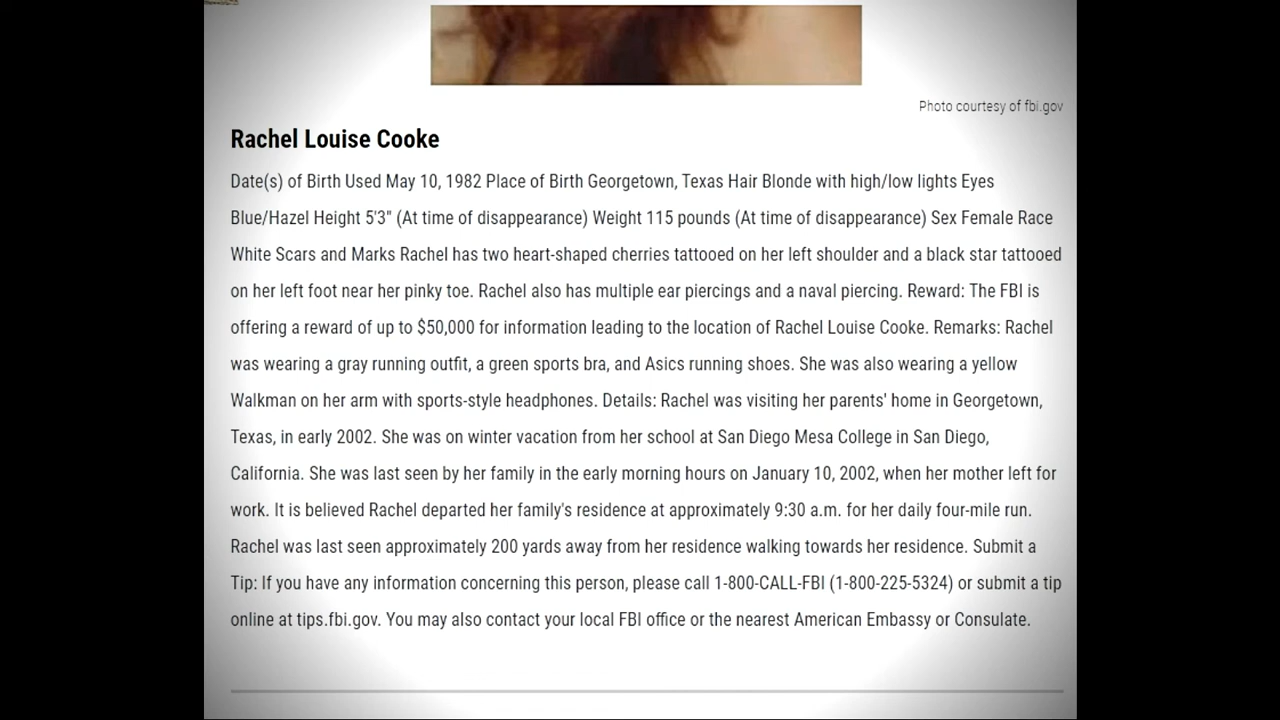 Photo courtesy of fbi.gov
Rachel Louise Cooke
Date(s) of Birth Used May 10, 1982 Place of Birth Georgetown, Texas Hair Blonde with high/low lights Eyes
Blue/Hazel Height 5'3" (At time of disappearance) Weight 115 pounds (At time of disappearance) Sex Female Race
White Scars and Marks Rachel has two heart-shaped cherries tattooed on her left shoulder and a black star tattooed
on her left foot near her pinky toe. Rachel also has multiple ear piercings and a naval piercing. Reward: The FBI is
offering a reward of up to $50,000 for information leading to the location of Rachel Louise Cooke. Remarks: Rachel
was wearing a gray running outfit, a green sports bra, and Asics running shoes. She was also wearing a yellow
Walkman on her arm with sports-style headphones. Details: Rachel was visiting her parents' home in Georgetown,
Texas, in early 2002. She was on winter vacation from her school at San Diego Mesa College in San Diego,
California. She was last seen by her family in the early morning hours on January 10, 2002, when her mother left for
work. It is believed Rachel departed her family's residence at approximately 9:30 a.m. for her daily four-mile run.
Rachel was last seen approximately 200 yards away from her residence walking towards her residence. Submit a
Tip: If you have any information concerning this person, please call 1-800-CALL-FBI (1-800-225-5324) or submit a tip
online at tips.fbi.gov. You may also contact your local FBI office or the nearest American Embassy or Consulate.